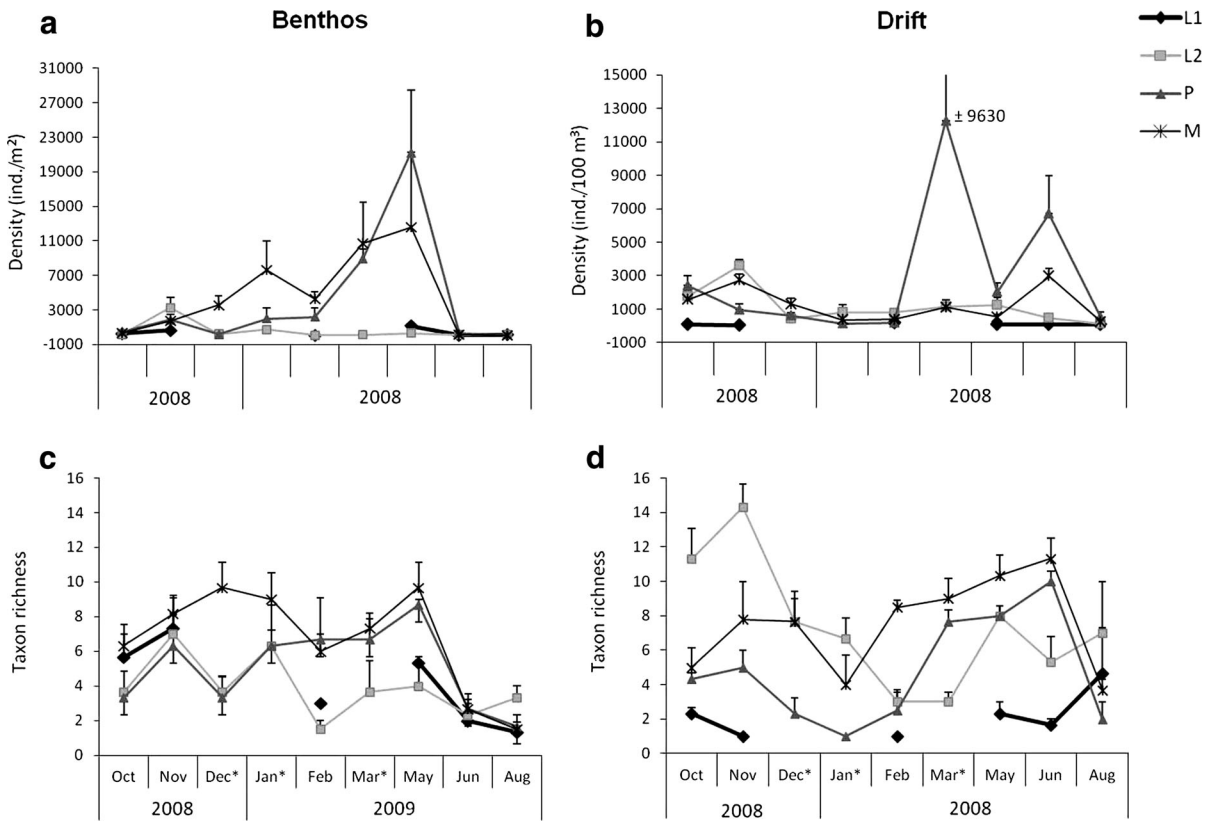 a
Benthos
Density (ind./m²)
31000
27000
23000
19000
15000
11000
7000
3000
-1000
2008
2008
b
Drift
Density (ind./100 m³)
15000
13000
11000
9000
7000
5000
3000
1000
-1000
± 9630
2008
2008
L1
L2
P
M
c
Taxon richness
16
14
12
10
8
6
4
2
0
Oct Nov Dec* Jan* Feb Mar* May Jun Aug
2008 2009
d
Taxon richness
16
14
12
10
8
6
4
2
0
Oct Nov Dec* Jan* Feb Mar* May Jun Aug
2008 2008